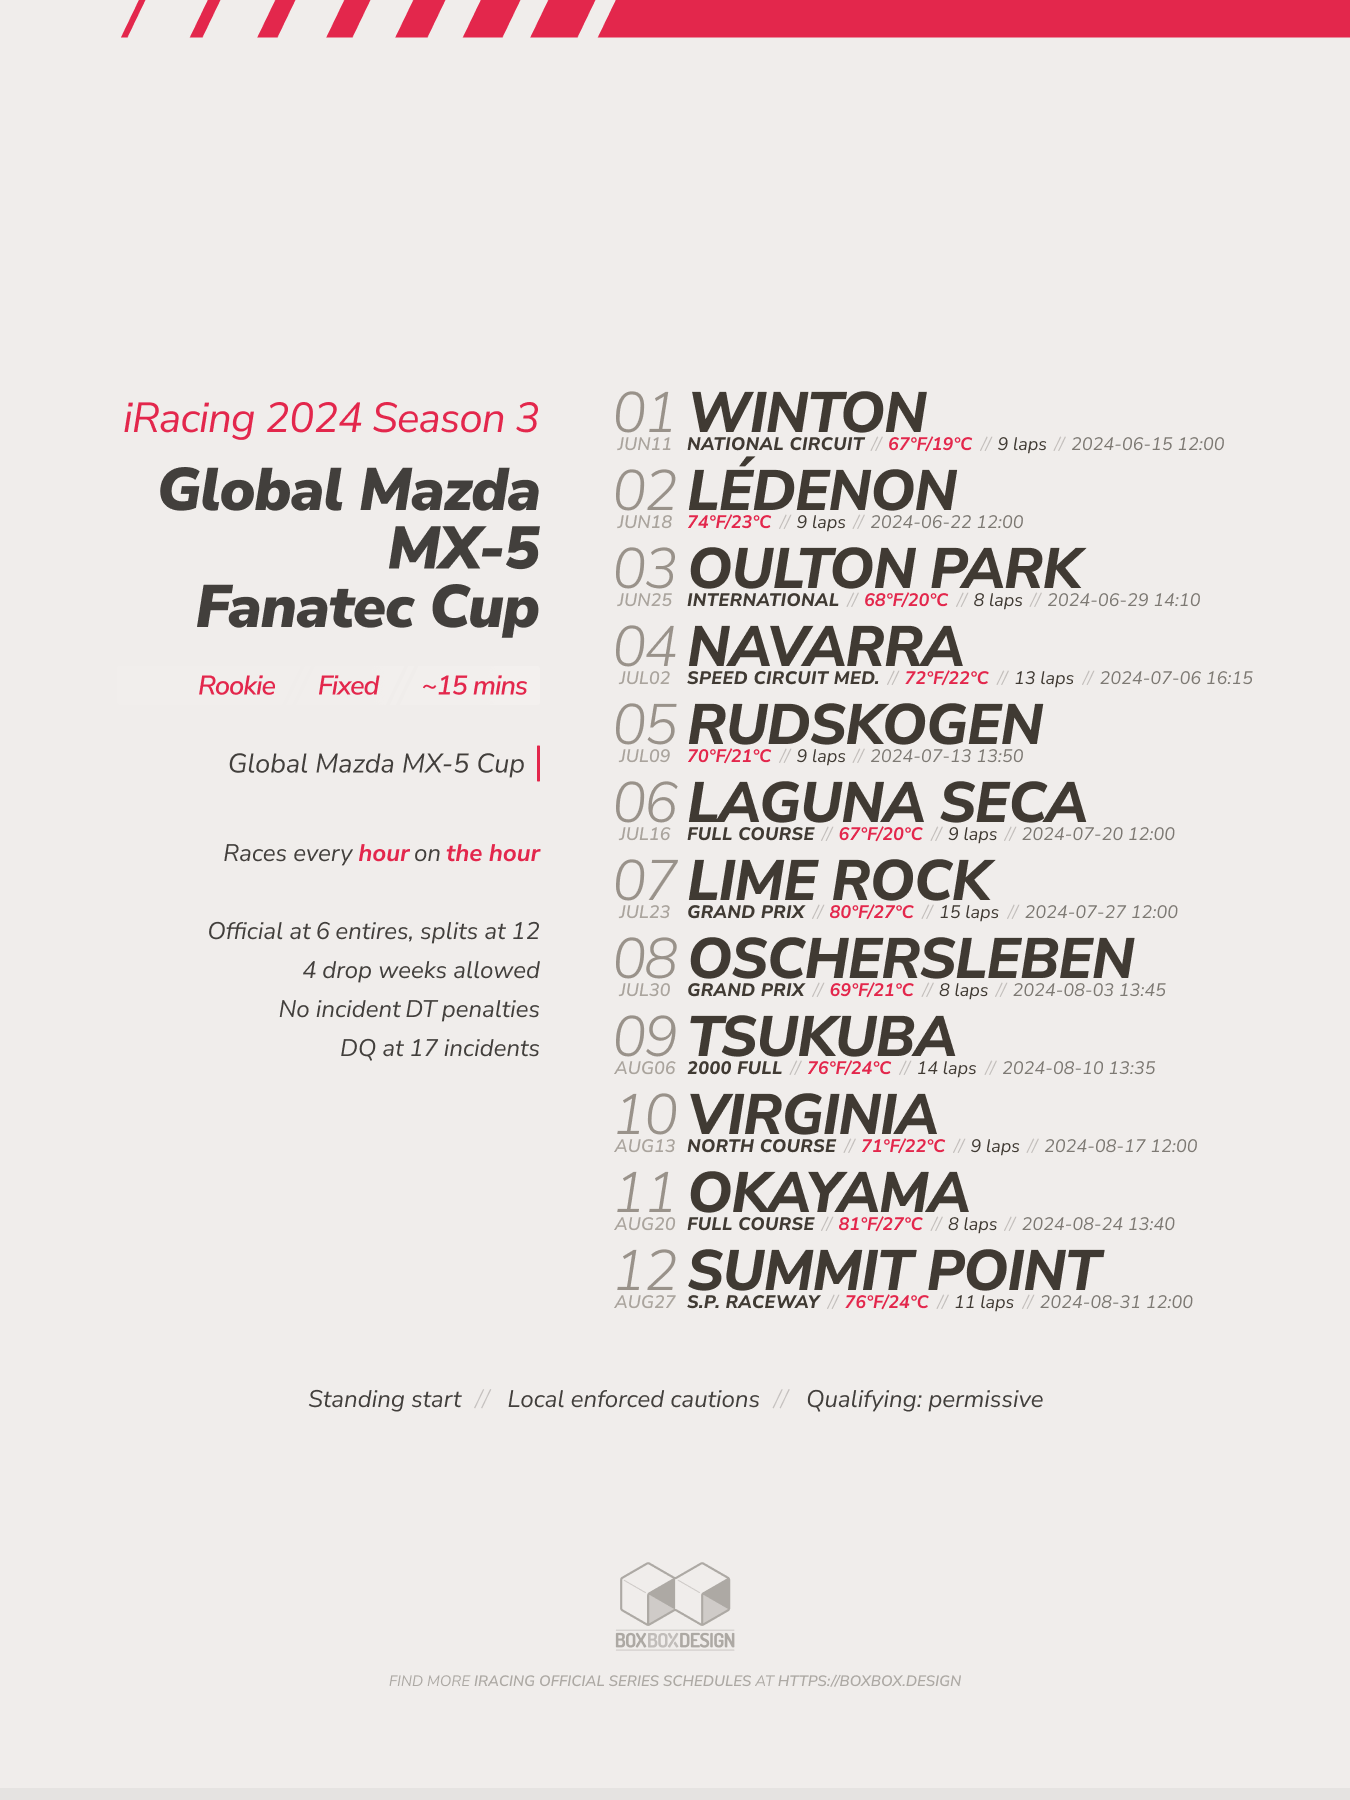 iRacing 2024 Season 3
Global Mazda
MX-5
Fanatec Cup
Rookie Fixed ~15 mins
Global Mazda MX-5 Cup
Races every hour on the hour
Official at 6 entires, splits at 12
4 drop weeks allowed
No incident DT penalties
DQ at 17 incidents
01 WINTON
JUN11 NATIONAL CIRCUIT // 67°F/19°C // 9 laps // 2024-06-15 12:00
02 LÉDENON
JUN18 74°F/23°C // 9 laps // 2024-06-22 12:00
03 OULTON PARK
JUN25 INTERNATIONAL // 68°F/20°C // 8 laps // 2024-06-29 14:10
04 NAVARRA
JUL02 SPEED CIRCUIT MED. // 72°F/22°C // 13 laps // 2024-07-06 16:15
05 RUDSKOGEN
JUL09 70°F/21°C // 9 laps // 2024-07-13 13:50
06 LAGUNA SECA
JUL16 FULL COURSE // 67°F/20°C // 9 laps // 2024-07-20 12:00
07 LIME ROCK
JUL23 GRAND PRIX // 80°F/27°C // 15 laps // 2024-07-27 12:00
08 OSCHERSLEBEN
JUL30 GRAND PRIX // 69°F/21°C // 8 laps // 2024-08-03 13:45
09 TSUKUBA
AUG06 2000 FULL // 76°F/24°C // 14 laps // 2024-08-10 13:35
10 VIRGINIA
AUG13 NORTH COURSE // 71°F/22°C // 9 laps // 2024-08-17 12:00
11 OKAYAMA
AUG20 FULL COURSE // 81°F/27°C // 8 laps // 2024-08-24 13:40
12 SUMMIT POINT
AUG27 S.P. RACEWAY // 76°F/24°C // 11 laps // 2024-08-31 12:00
Standing start // Local enforced cautions // Qualifying: permissive
BOXBOXDESIGN
FIND MORE IRACING OFFICIAL SERIES SCHEDULES AT HTTPS://BOXBOX.DESIGN